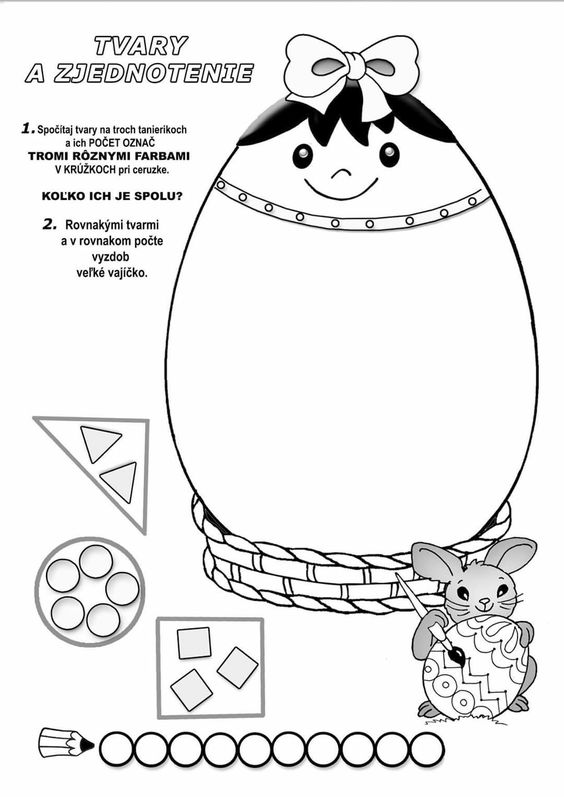 TVARY
A ZJEDNOTENIE
1. Spočítaj tvary na troch tanierikoch
a ich POČET OZNAČ
TROMI RÔZNYMI FARBAMI
V KRÚŽKOCH pri ceruzke.
KOĽKO ICH JE SPOLU?
2. Rovnakými tvarmi
a v rovnakom počte
vyzdob
veľké vajíčko.